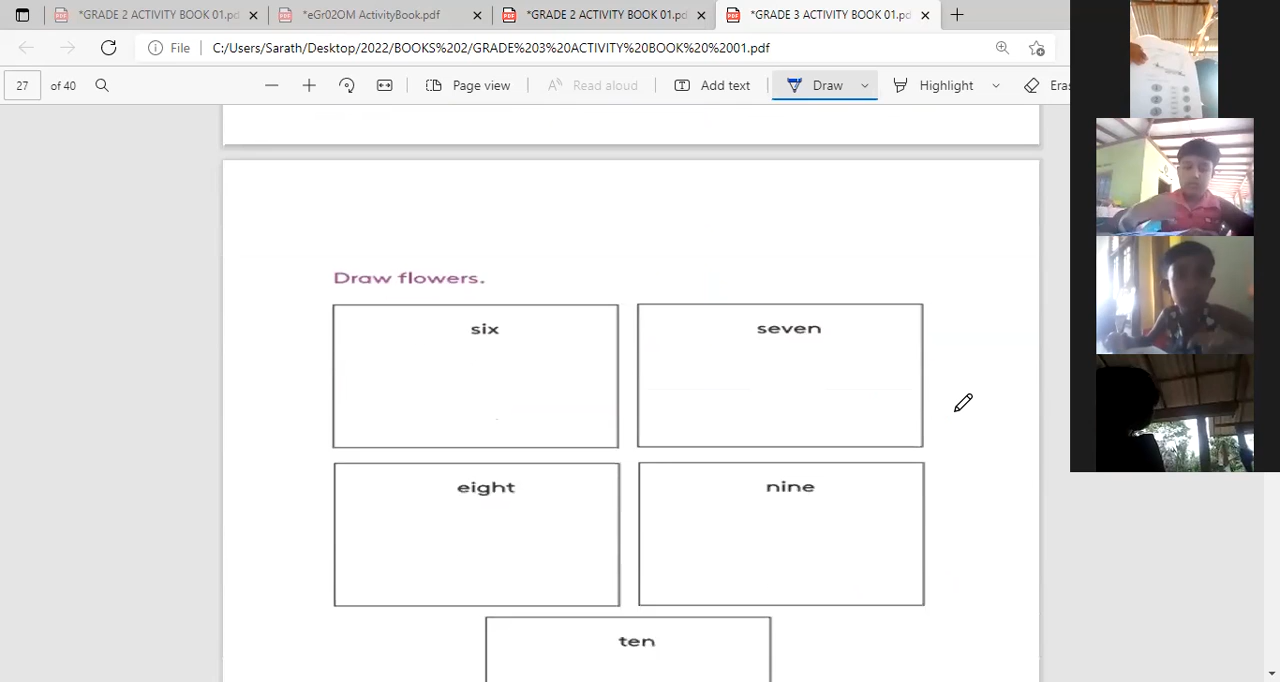 *GRADE 2 ACTIVITY BOOK 01.pd
*eGr02OM ActivityBook.pdf
*GRADE 2 ACTIVITY BOOK 01.pd
*GRADE 3 ACTIVITY BOOK 01.pd
File
C:/Users/Sarath/Desktop/2022/BOOKS%202/GRADE%203%20ACTIVITY%20BOOK%20%2001.pdf
27 of 40
Page view
Read aloud
Add text
Draw
Highlight
Eras
Draw flowers.
six
seven
eight
nine
ten